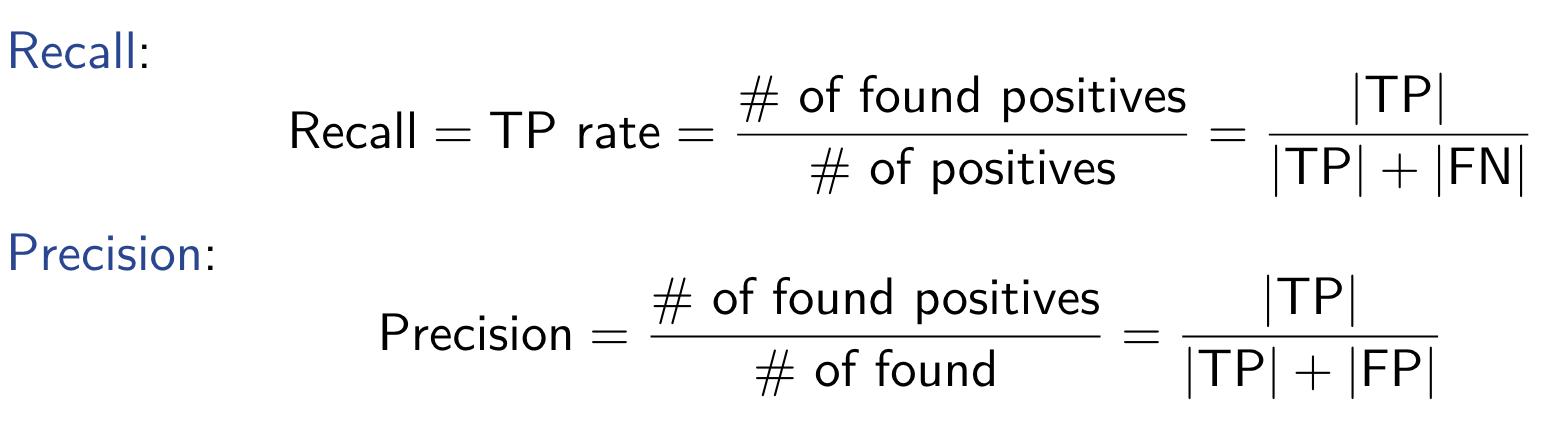 Recall:
Recall = TP rate = # of found positives / # of positives = |TP| / |TP| + |FN|
Precision:
Precision = # of found positives / # of found = |TP| / |TP| + |FP|